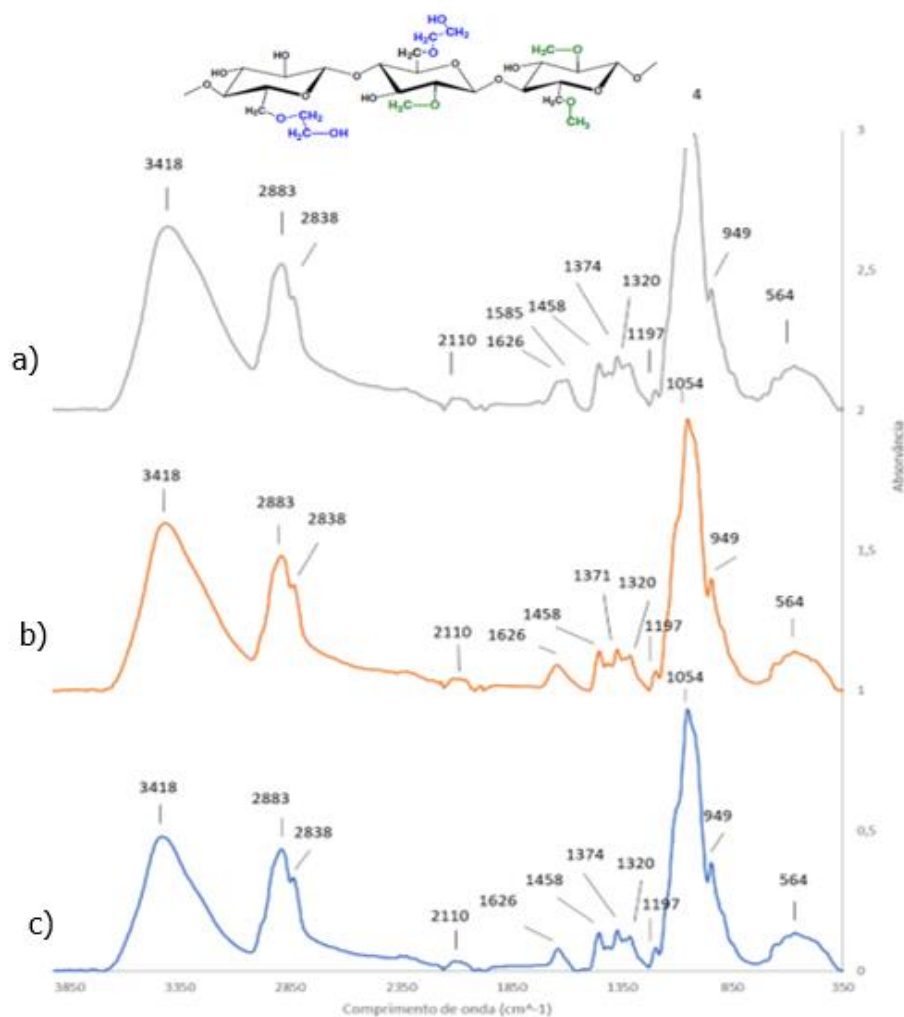 HO
H₂C—CH₂
HO
OH
O
O
O
H₃C—O
O
HO
H₂C
O
O
O
O
H₂C
O—CH₂
H₂C—OH
HO
H₃C—O
O
H₂C
O—CH₃
4
3418
2883
2838
1374
1320
949
1585
1458
564
2110
1626
1197
a)
1054
3418
2883
2838
1371
1320
949
1458
564
2110
1626
1197
b)
1054
3418
2883
2838
1374
1320
949
1458
564
2110
1626
1197
c)
3
2,5
2
1,5
1
0,5
0
Absorvância
3850 3350 2850 2350 1850 1350 850 350
Comprimento de onda (cm^-1)